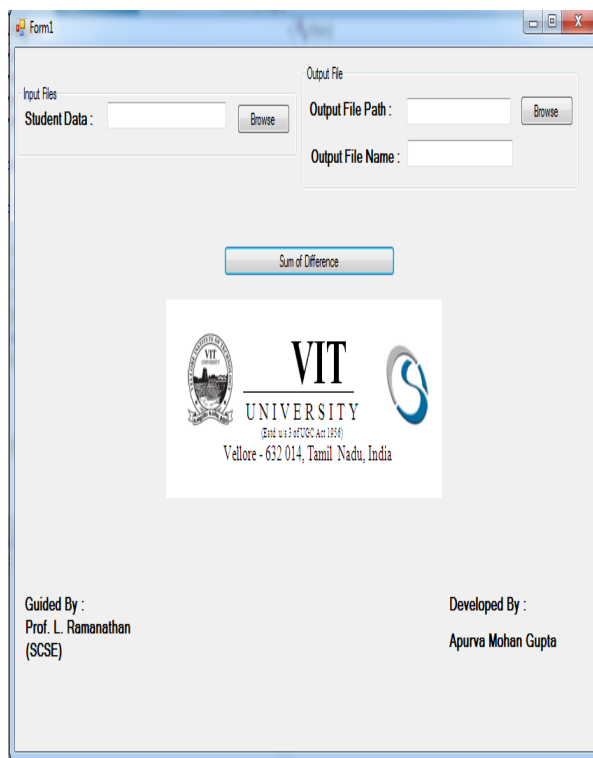 Form1
Input Files
Student Data :
Browse
Output File
Output File Path :
Browse
Output File Name :
Sum of Difference
VIT
UNIVERSITY
VIT
UNIVERSITY
(Estd. u/s 3 of UGC Act 1956)
Vellore - 632 014, Tamil Nadu, India
Guided By :
Prof. L. Ramanathan
(SCSE)
Developed By :
Apurva Mohan Gupta